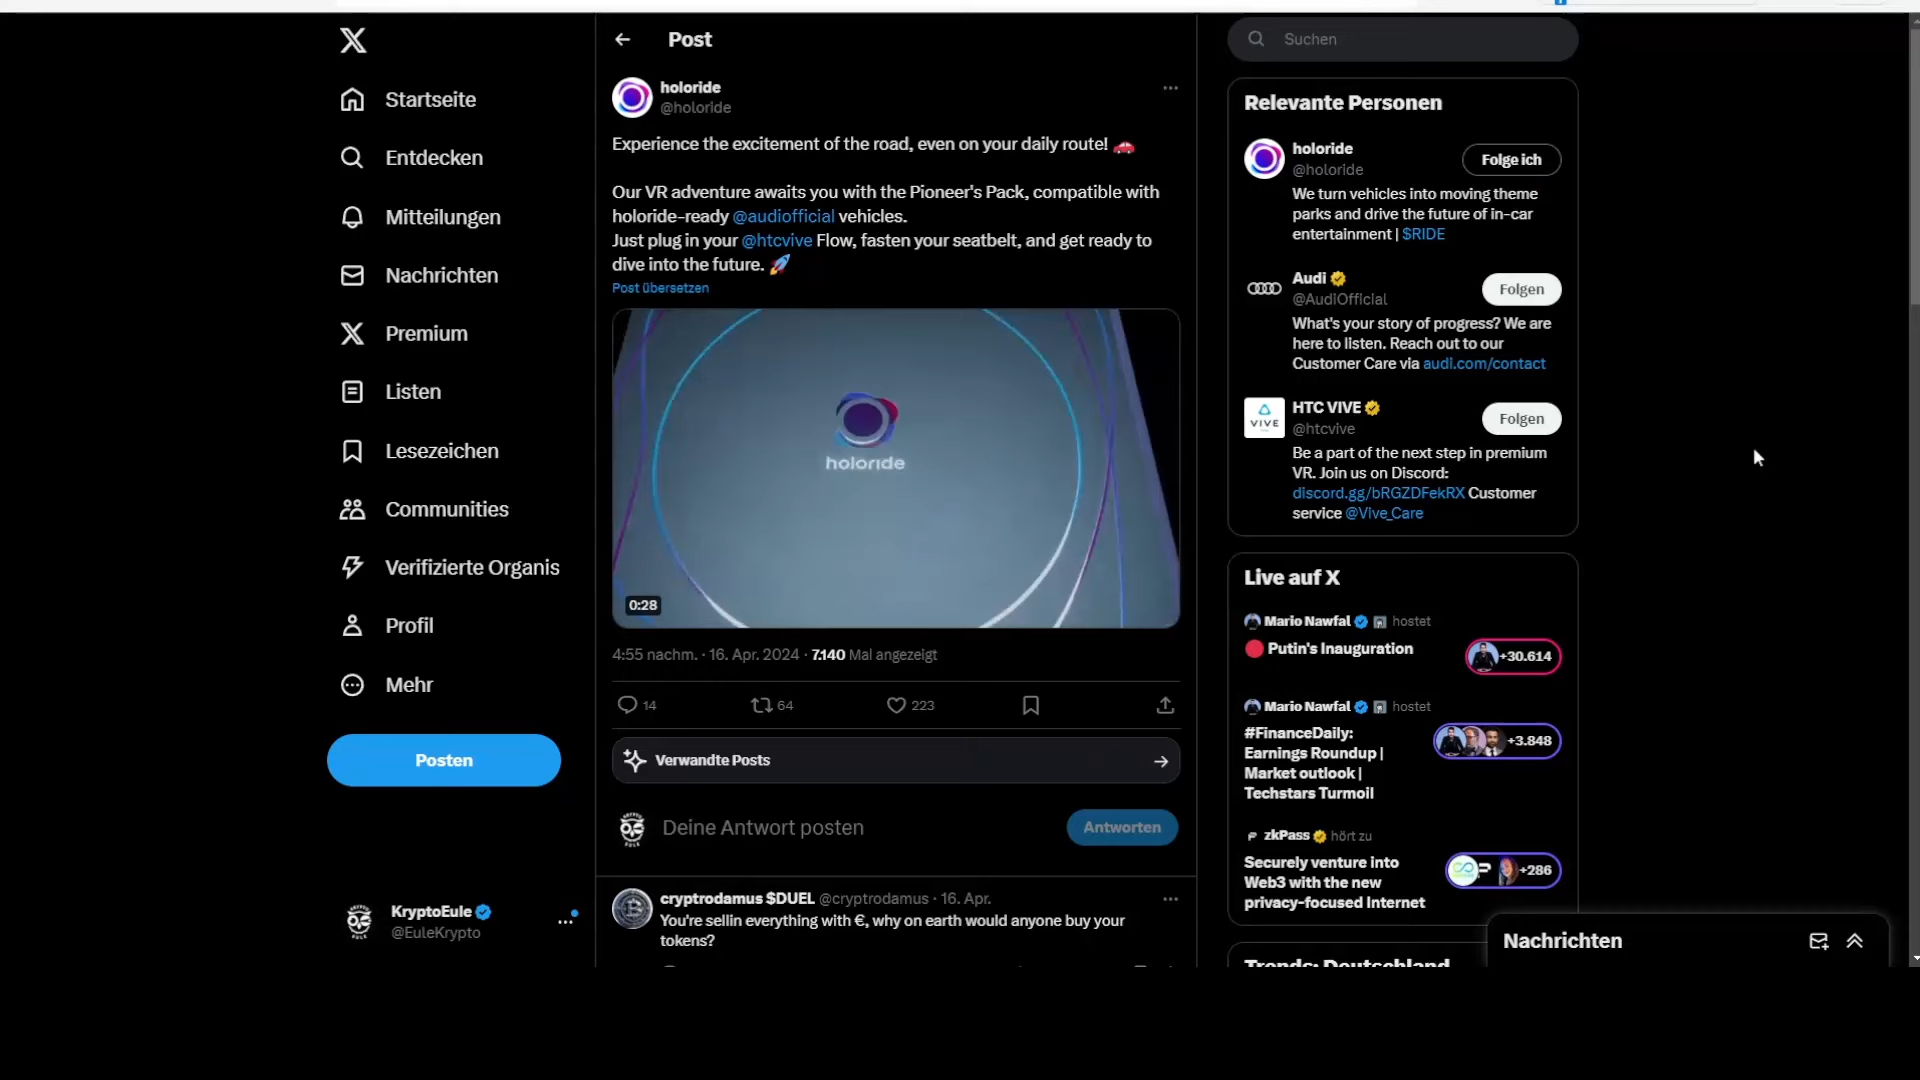 Startseite
Entdecken
Mitteilungen
Nachrichten
Premium
Listen
Lesezeichen
Communities
Verifizierte Organis
Profil
Mehr
Posten
KryptoEule
@EuleKrypto
Post
holoride
@holoride
Experience the excitement of the road, even on your daily route! 🚗
Our VR adventure awaits you with the Pioneer's Pack, compatible with
holoride-ready @audiofficial vehicles.
Just plug in your @htcvive Flow, fasten your seatbelt, and get ready to
dive into the future. 🚀
Post übersetzen
holoride
0:28
4:55 nachm. · 16. Apr. 2024 · 7.140 Mal angezeigt
14
64
223
Verwandte Posts
Deine Antwort posten
Antworten
cryptrodamus $DUEL @cryptrodamus · 16. Apr.
You're sellin everything with €, why on earth would anyone buy your
tokens?
Suchen
Relevante Personen
holoride
@holoride
Folge ich
We turn vehicles into moving theme
parks and drive the future of in-car
entertainment | $RIDE
Audi
@AudiOfficial
Folgen
What's your story of progress? We are
here to listen. Reach out to our
Customer Care via audi.com/contact
VIVE
HTC VIVE
@htcvive
Folgen
Be a part of the next step in premium
VR. Join us on Discord:
discord.gg/bRGZDFekRX Customer
service @Vive_Care
Live auf X
Mario Nawfal hostet
🔴 Putin's Inauguration
+30.614
Mario Nawfal hostet
#FinanceDaily:
Earnings Roundup |
Market outlook |
Techstars Turmoil
+3.848
zkPass hört zu
Securely venture into
Web3 with the new
privacy-focused Internet
+286
Trends: Deutschland
Nachrichten